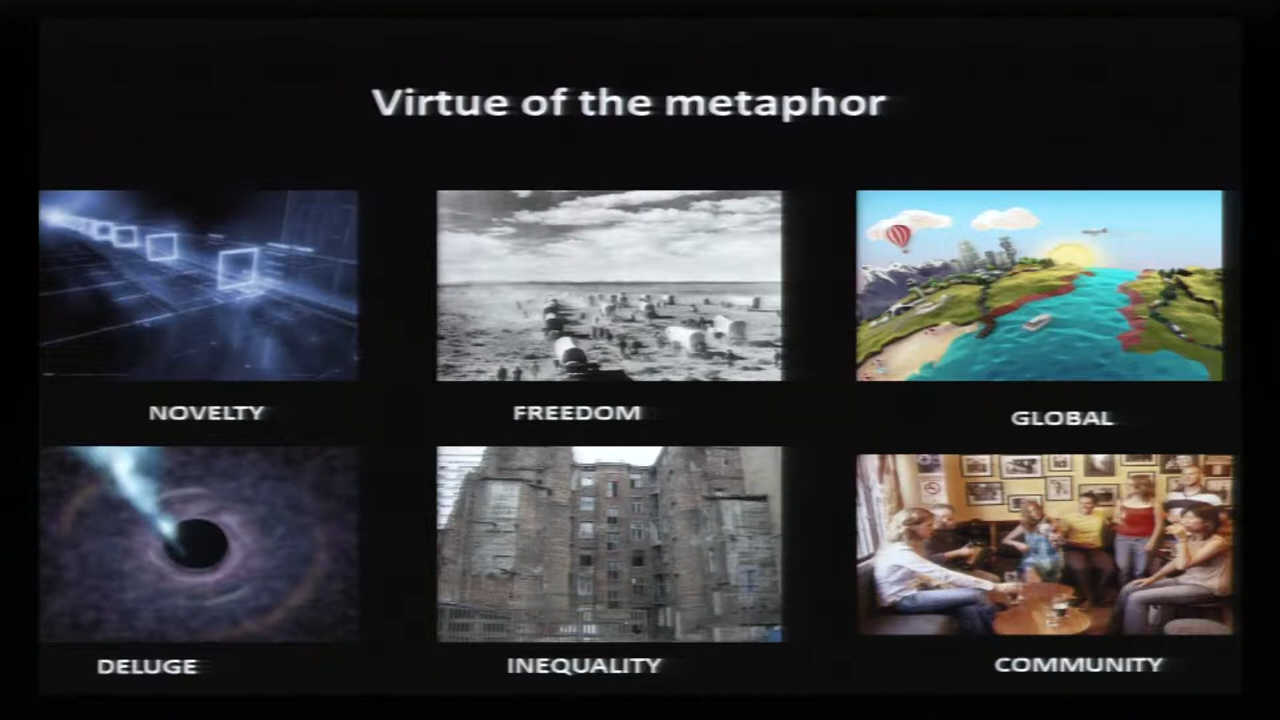 Virtue of the metaphor
NOVELTY
FREEDOM
GLOBAL
DELUGE
INEQUALITY
COMMUNITY